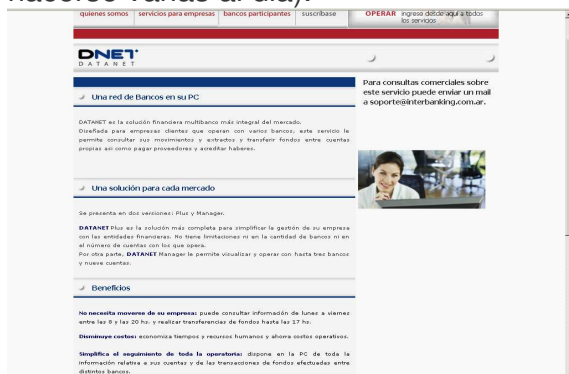 hacerse varias al día).
quienes somos servicios para empresas bancos participantes suscríbase OPERAR ingrese desde aquí a todos
los servicios
DNET
DATANET
Para consultas comerciales sobre
este servicio puede enviar un mail
a soporte@interbanking.com.ar.
Una red de Bancos en su PC
DATANET es la solución financiera multibanco más integral del mercado.
Diseñada para empresas clientes que operan con varios bancos, este servicio le
permite consultar sus movimientos y extractos y transferir fondos entre cuentas
propias así como pagar proveedores y acreditar haberes.
Una solución para cada mercado
Se presenta en dos versiones: Plus y Manager.
DATANET Plus es la solución más completa para simplificar la gestión de su empresa
con las entidades financieras. No tiene limitaciones ni en la cantidad de bancos ni en
el número de cuentas con los que opera.
Por otra parte, DATANET Manager le permite visualizar y operar con hasta tres bancos
y nueve cuentas.
Beneficios
No necesita moverse de su empresa: puede consultar información de lunes a viernes
entre las 8 y las 20 hs. y realizar transferencias de fondos hasta las 17 hs.
Disminuye costos: economiza tiempos y recursos humanos y ahorra costos operativos.
Simplifica el seguimiento de toda la operatoria: dispone en la PC de toda la
información relativa a sus cuentas y de las transacciones de fondos efectuadas entre
distintos bancos.